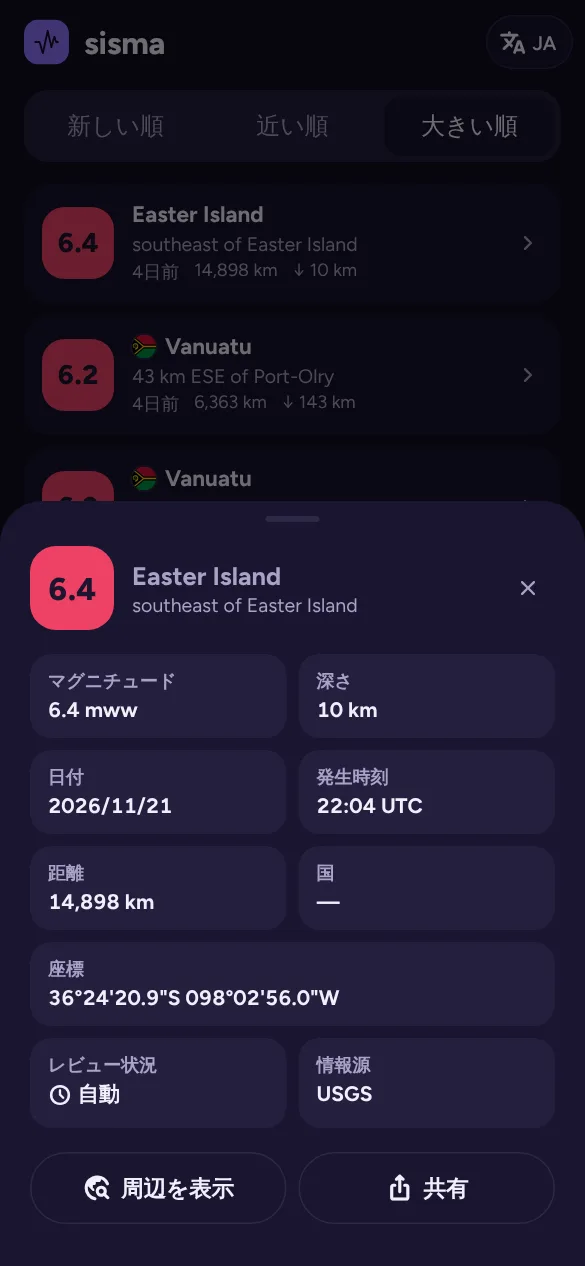 sisma
JA
新しい順
近い順
大きい順
6.4
Easter Island
southeast of Easter Island
4日前 14,898 km ↓ 10 km
6.2
Vanuatu
43 km ESE of Port-Olry
4日前 6,363 km ↓ 143 km
Vanuatu
6.4
Easter Island
southeast of Easter Island
マグニチュード
6.4 mww
深さ
10 km
日付
2026/11/21
発生時刻
22:04 UTC
距離
14,898 km
国
—
座標
36°24'20.9"S 098°02'56.0"W
レビュー状況
自動
情報源
USGS
周辺を表示
共有